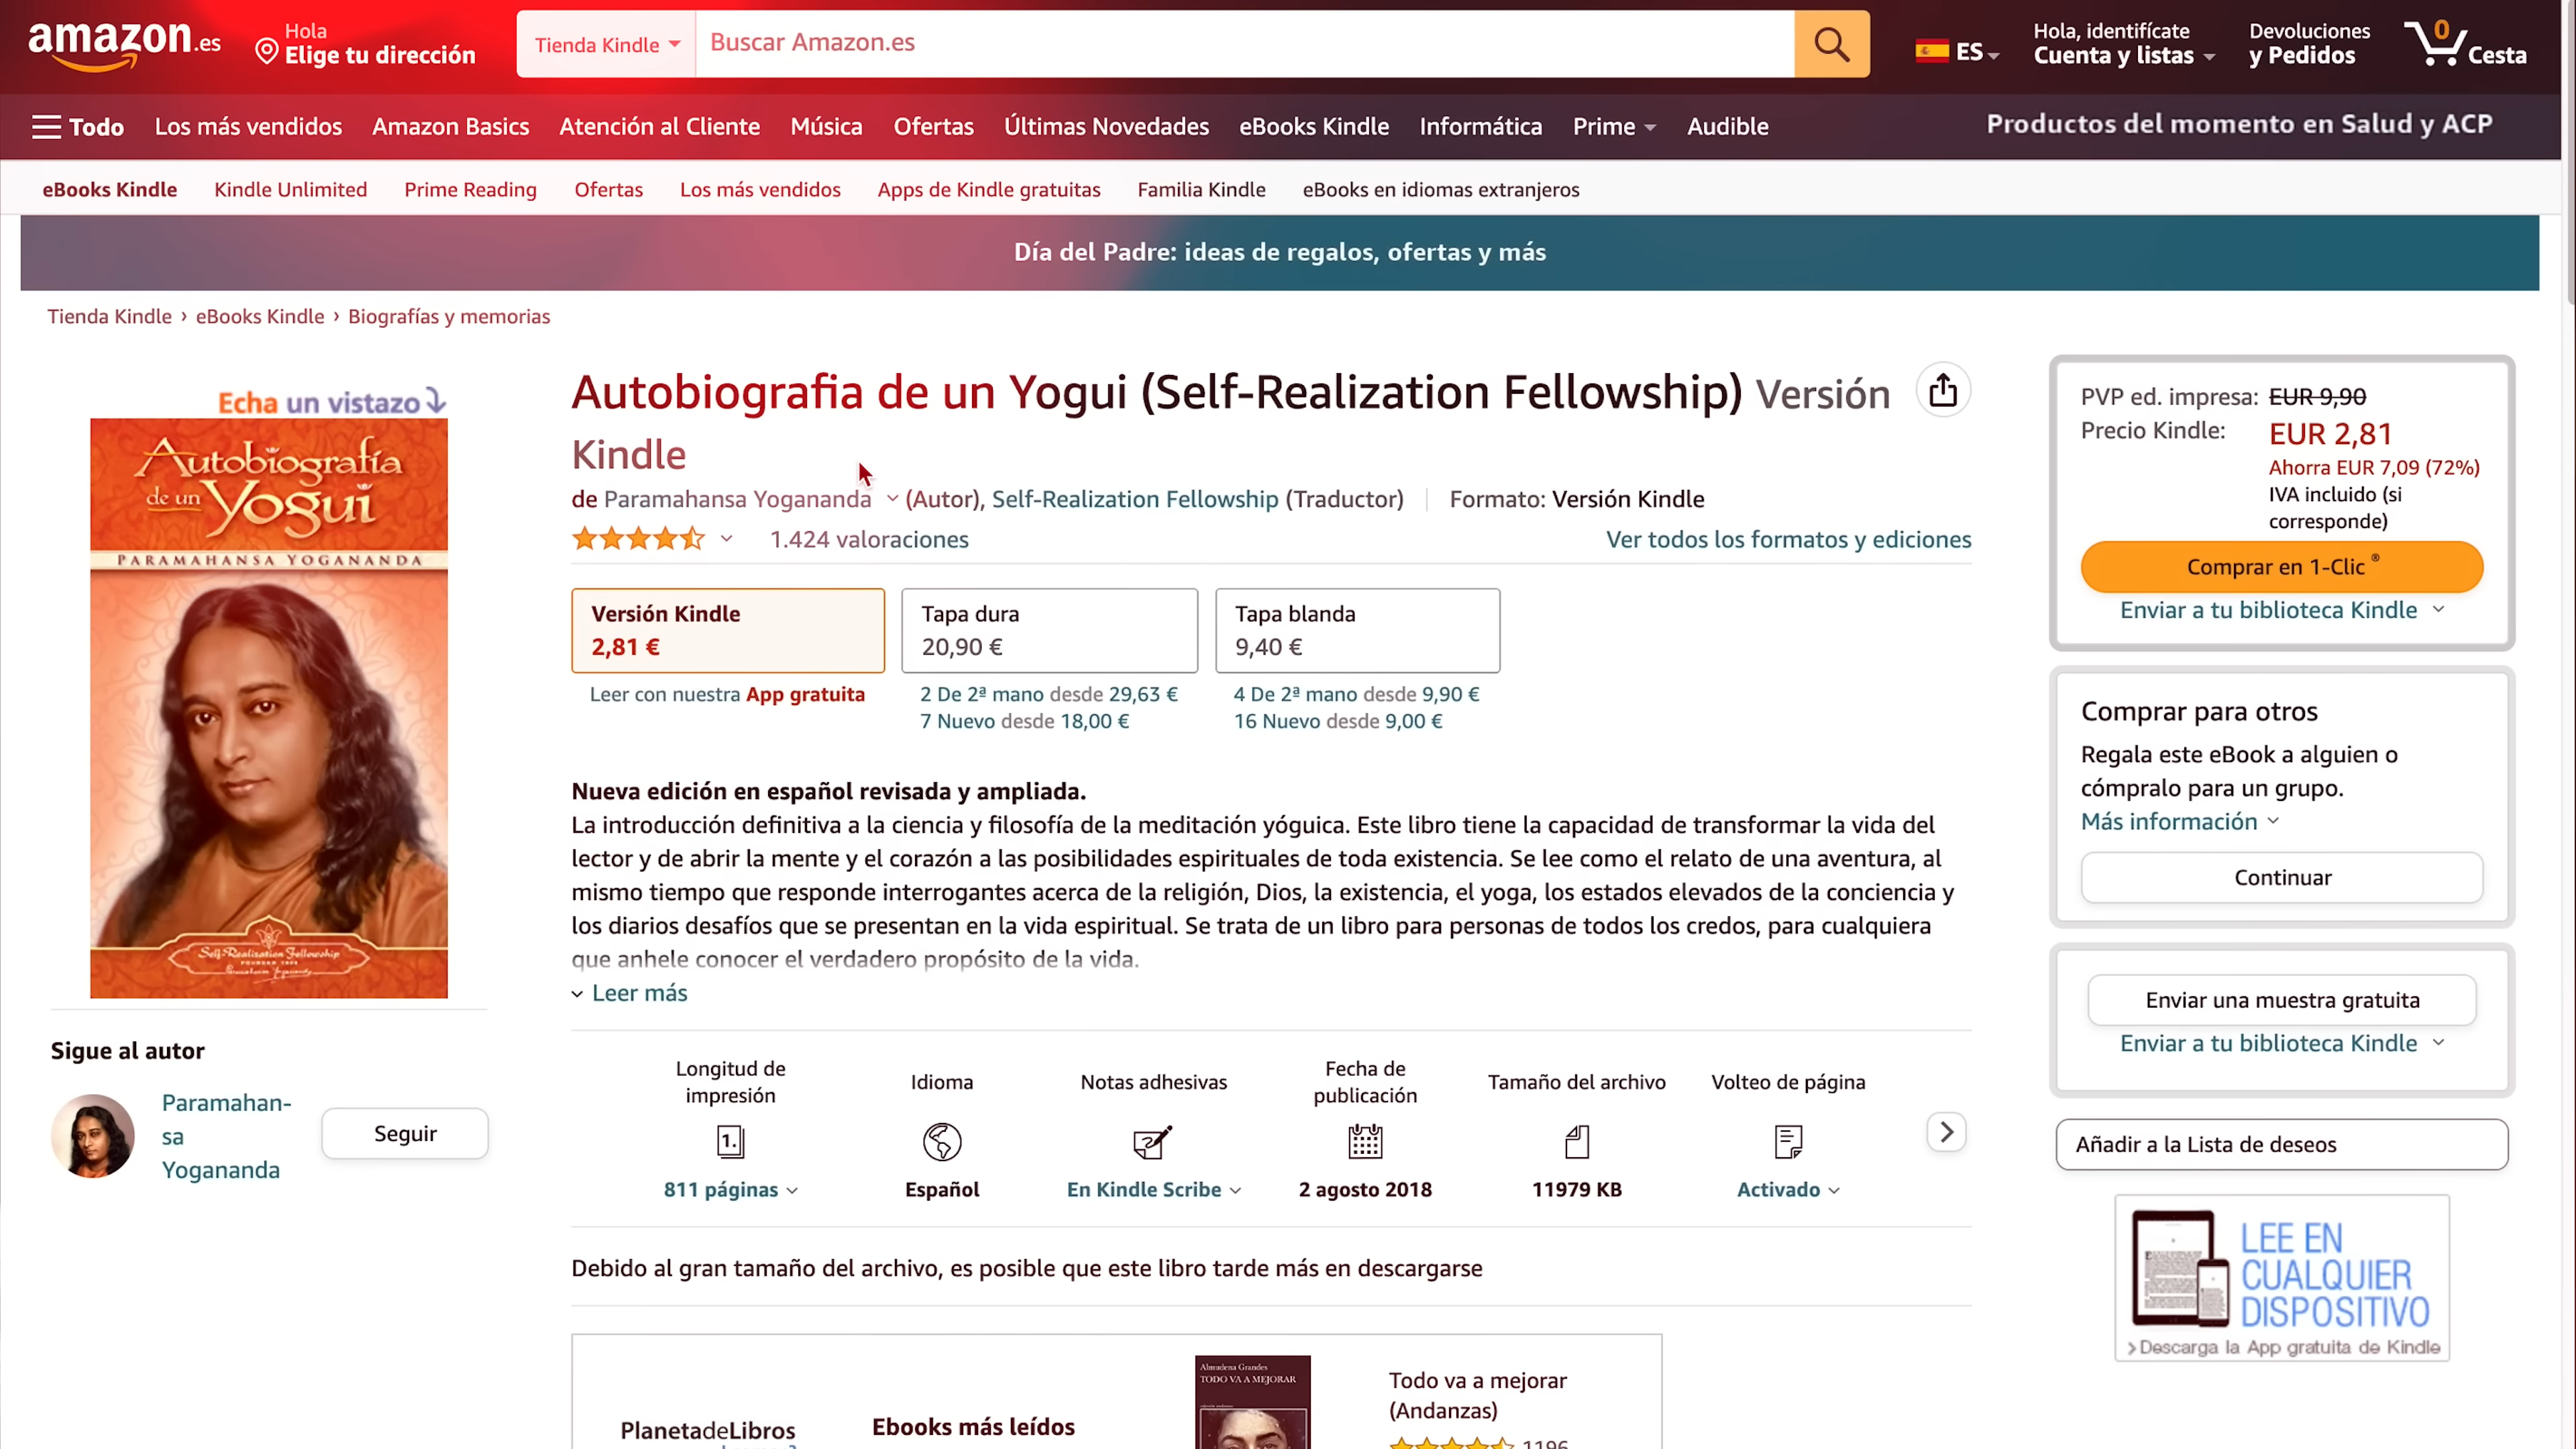 amazon.es
Hola
Elige tu dirección
Tienda Kindle
Buscar Amazon.es
ES
Hola, identifícate
Cuenta y listas
Devoluciones
y Pedidos
0
Cesta
Todo
Los más vendidos
Amazon Basics
Atención al Cliente
Música
Ofertas
Últimas Novedades
eBooks Kindle
Informática
Prime
Audible
Productos del momento en Salud y ACP
eBooks Kindle
Kindle Unlimited
Prime Reading
Ofertas
Los más vendidos
Apps de Kindle gratuitas
Familia Kindle
eBooks en idiomas extranjeros
Día del Padre: ideas de regalos, ofertas y más
Tienda Kindle › eBooks Kindle › Biografías y memorias
Echa un vistazo
Autobiografía
de un
Yogui
PARAMAHANSA YOGANANDA
Self-Realization Fellowship
Sigue al autor
Paramahan-
sa
Yogananda
Seguir
Autobiografia de un Yogui (Self-Realization Fellowship) Versión
Kindle
de Paramahansa Yogananda (Autor), Self-Realization Fellowship (Traductor)
Formato: Versión Kindle
1.424 valoraciones
Ver todos los formatos y ediciones
Versión Kindle
2,81 €
Leer con nuestra App gratuita
Tapa dura
20,90 €
2 De 2ª mano desde 29,63 €
7 Nuevo desde 18,00 €
Tapa blanda
9,40 €
4 De 2ª mano desde 9,90 €
16 Nuevo desde 9,00 €
Nueva edición en español revisada y ampliada.
La introducción definitiva a la ciencia y filosofía de la meditación yóguica. Este libro tiene la capacidad de transformar la vida del
lector y de abrir la mente y el corazón a las posibilidades espirituales de toda existencia. Se lee como el relato de una aventura, al
mismo tiempo que responde interrogantes acerca de la religión, Dios, la existencia, el yoga, los estados elevados de la conciencia y
los diarios desafíos que se presentan en la vida espiritual. Se trata de un libro para personas de todos los credos, para cualquiera
que anhele conocer el verdadero propósito de la vida.
Leer más
Longitud de
impresión
1.
811 páginas
Idioma
Español
Notas adhesivas
En Kindle Scribe
Fecha de
publicación
2 agosto 2018
Tamaño del archivo
11979 KB
Volteo de página
Activado
Debido al gran tamaño del archivo, es posible que este libro tarde más en descargarse
PlanetadeLibros
Ebooks más leídos
Almudena Grandes
TODO VA A MEJORAR
Todo va a mejorar
(Andanzas)
1196
PVP ed. impresa: EUR 9,90
Precio Kindle: EUR 2,81
Ahorra EUR 7,09 (72%)
IVA incluido (si
corresponde)
Comprar en 1-Clic ®
Enviar a tu biblioteca Kindle
Comprar para otros
Regala este eBook a alguien o
cómpralo para un grupo.
Más información
Continuar
Enviar una muestra gratuita
Enviar a tu biblioteca Kindle
Añadir a la Lista de deseos
LEE EN
CUALQUIER
DISPOSITIVO
Descarga la App gratuita de Kindle